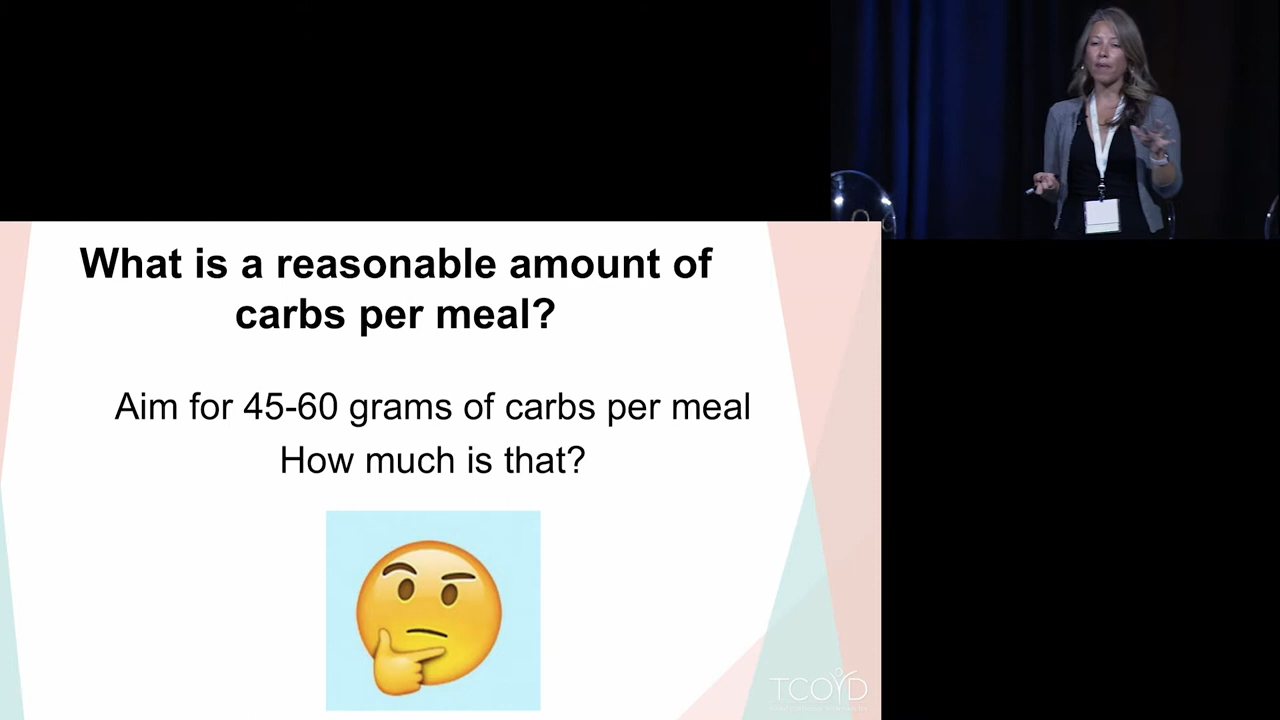 What is a reasonable amount of
carbs per meal?
Aim for 45-60 grams of carbs per meal
How much is that?
TCOYD